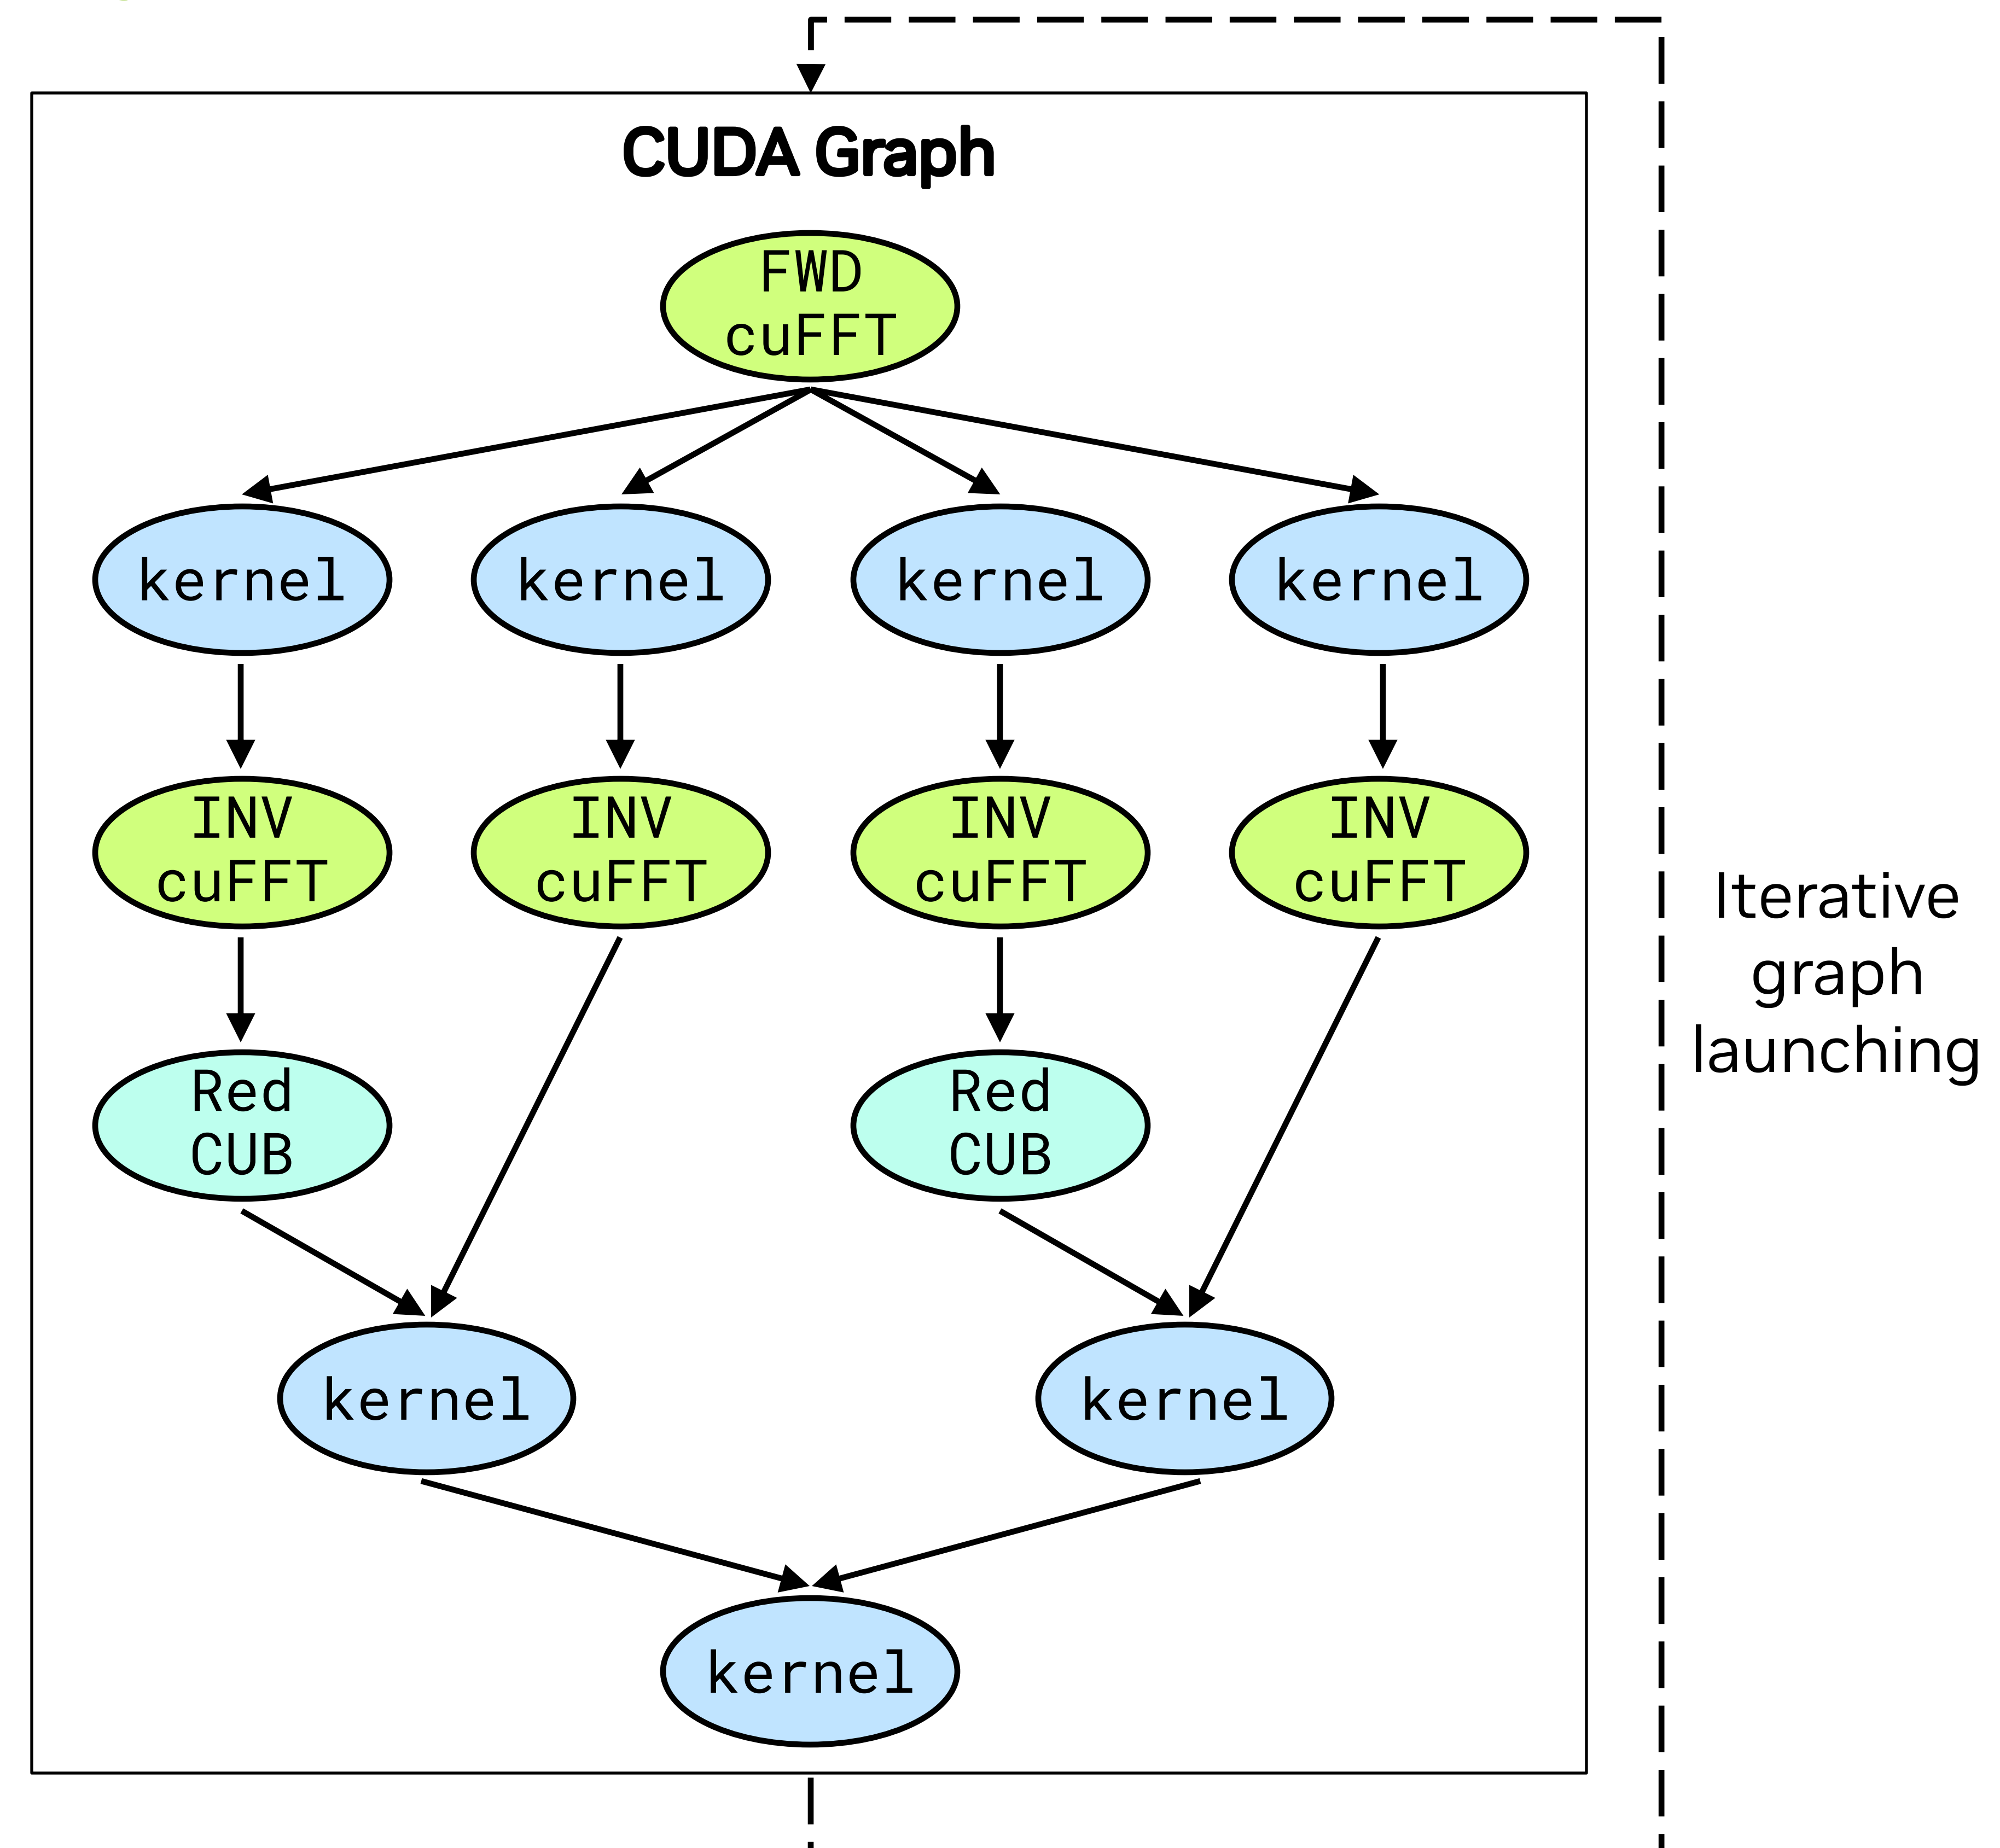 CUDA Graph
FWD
cuFFT
kernel
kernel
kernel
kernel
INV
cuFFT
INV
cuFFT
INV
cuFFT
INV
cuFFT
Red
CUB
Red
CUB
kernel
kernel
kernel
Iterative
graph
launching